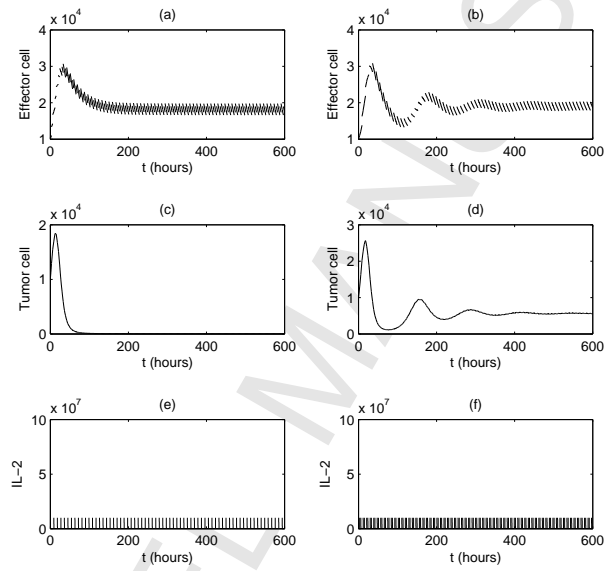 (a)
x 10^4
4
3
2
1
0 200 400 600
Effector cell
t (hours)
(b)
x 10^4
4
3
2
1
0 200 400 600
Effector cell
t (hours)
(c)
x 10^4
2
1
0
0 200 400 600
Tumor cell
t (hours)
(d)
x 10^4
3
2
1
0
0 200 400 600
Tumor cell
t (hours)
(e)
x 10^7
10
5
0
0 200 400 600
IL−2
t (hours)
(f)
x 10^7
10
5
0
0 200 400 600
IL−2
t (hours)